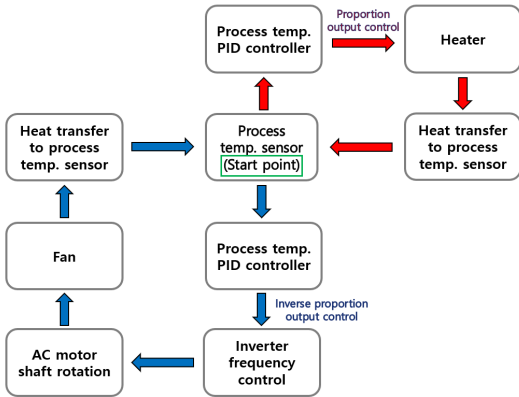 Process temp.
PID controller
Proportion
output control
Heater
Heat transfer
to process
temp. sensor
Process
temp. sensor
(Start point)
Heat transfer
to process
temp. sensor
Fan
Process temp.
PID controller
Inverse proportion
output control
AC motor
shaft rotation
Inverter
frequency
control